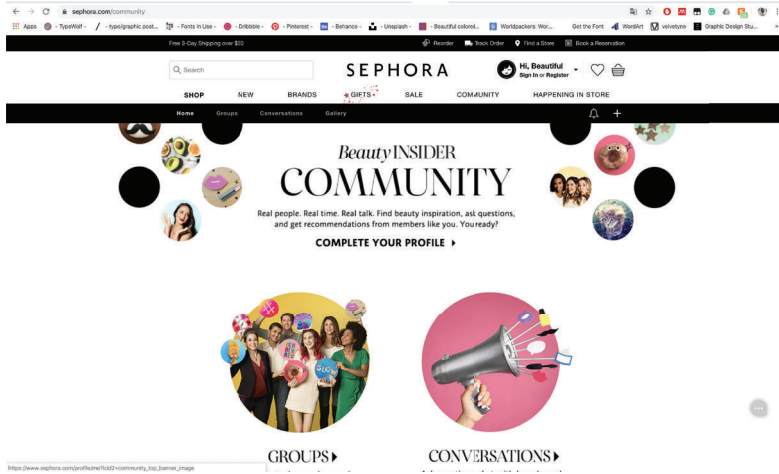 sephora.com/community
Apps - TypeWolf - - type/graphic post... - Fonts In Use - - Dribbble - - Pinterest - - Behance - - Unsplash - - Beautiful colorei... Worldpackers: Wor... Get the Font WordArt velvetyne Graphic Design Stu... »
Free 3-Day Shipping over $50 Reorder Track Order Find a Store Book a Reservation
Search
SEPHORA
Hi, Beautiful
Sign In or Register
SHOP NEW BRANDS GIFTS SALE COMMUNITY HAPPENING IN STORE
Home Groups Conversations Gallery
Beauty INSIDER
COMMUNITY
Real people. Real time. Real talk. Find beauty inspiration, ask questions,
and get recommendations from members like you. You ready?
COMPLETE YOUR PROFILE
GLOW
GROUPS
CONVERSATIONS
https://www.sephora.com/profile/me?icid2=community_top_banner_image